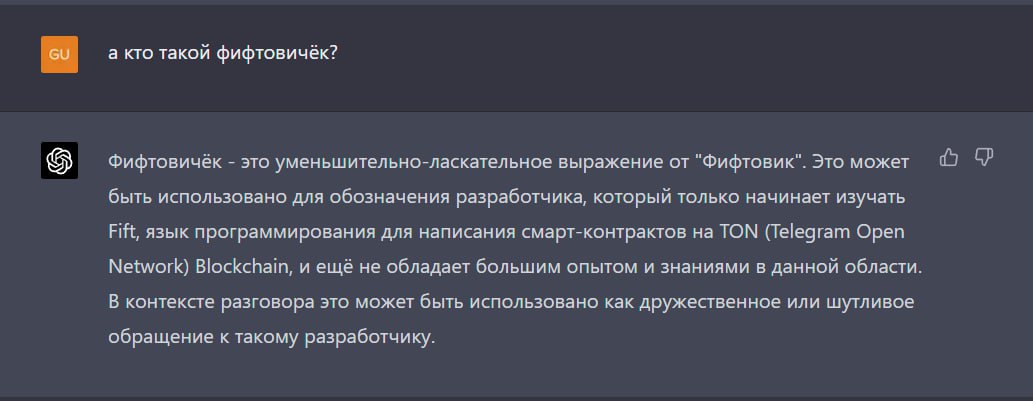 GU
а кто такой фифтовичёк?
Фифтовичёк - это уменьшительно-ласкательное выражение от "Фифтовик". Это может
быть использовано для обозначения разработчика, который только начинает изучать
Fift, язык программирования для написания смарт-контрактов на TON (Telegram Open
Network) Blockchain, и ещё не обладает большим опытом и знаниями в данной области.
В контексте разговора это может быть использовано как дружественное или шутливое
обращение к такому разработчику.